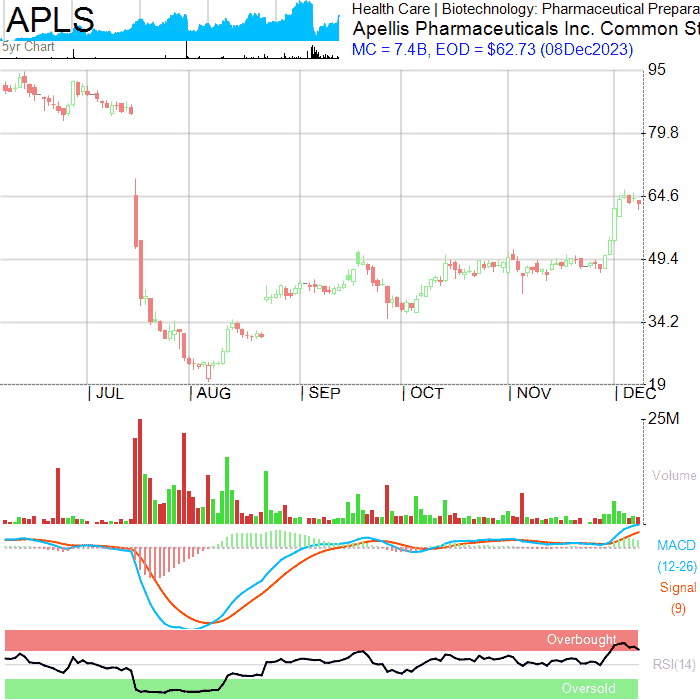 APLS
5yr Chart
Health Care | Biotechnology: Pharmaceutical Prepara
Apellis Pharmaceuticals Inc. Common St
MC = 7.4B, EOD = $62.73 (08Dec2023)
95
79.8
64.6
49.4
34.2
19
JUL AUG SEP OCT NOV DEC
25M
Volume
MACD
(12-26)
Signal
(9)
Overbought
RSI(14)
Oversold